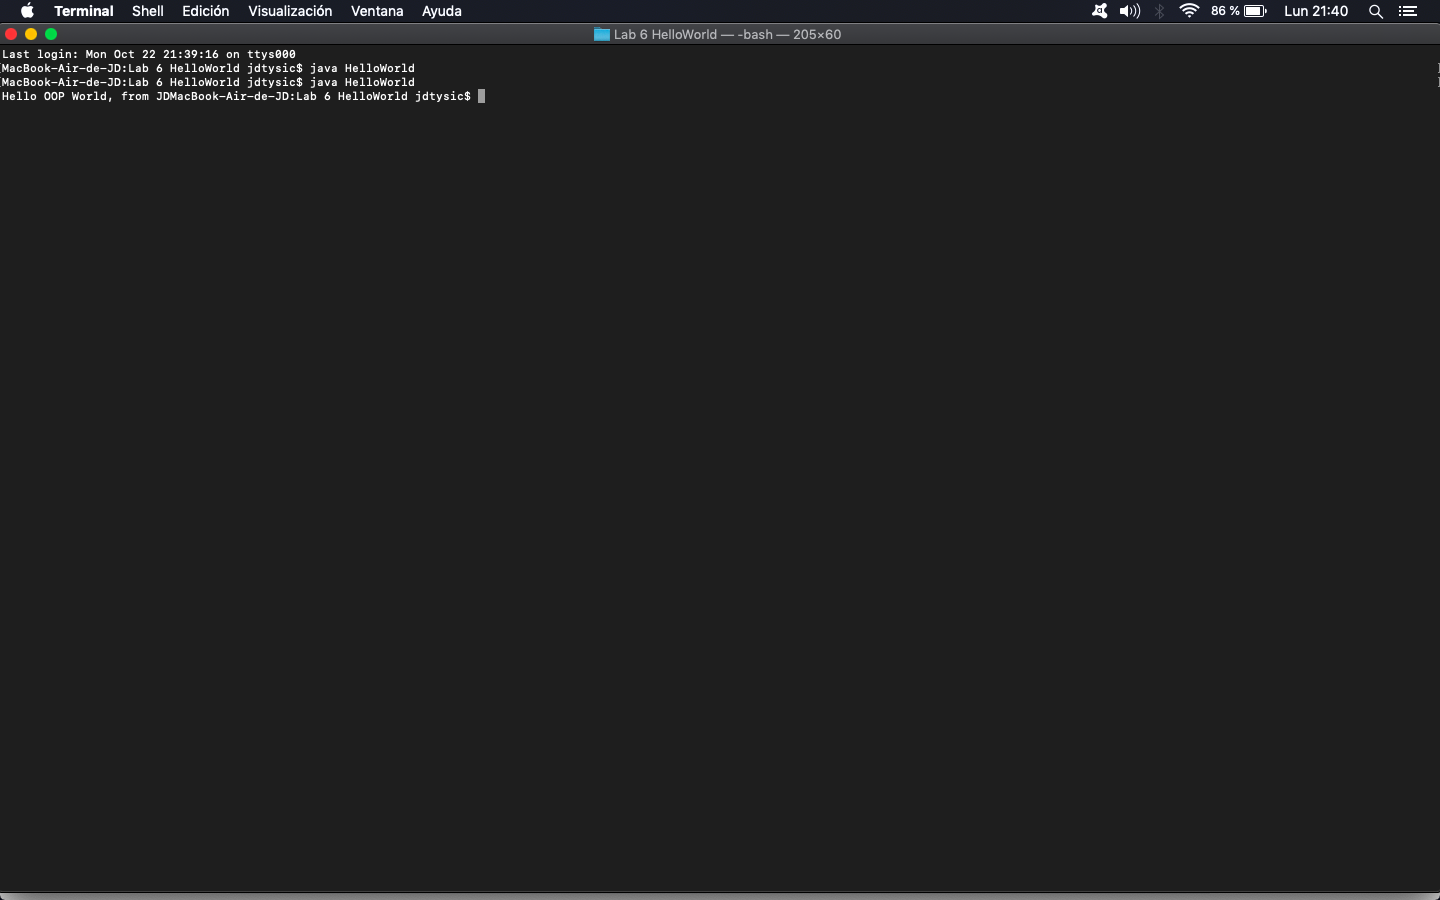 Terminal Shell Edición Visualización Ventana Ayuda 86 % Lun 21:40
Lab 6 HelloWorld — -bash — 205×60
Last login: Mon Oct 22 21:39:16 on ttys000
[MacBook-Air-de-JD:Lab 6 HelloWorld jdtysic$ java HelloWorld ]
[MacBook-Air-de-JD:Lab 6 HelloWorld jdtysic$ java HelloWorld ]
Hello OOP World, from JDMacBook-Air-de-JD:Lab 6 HelloWorld jdtysic$